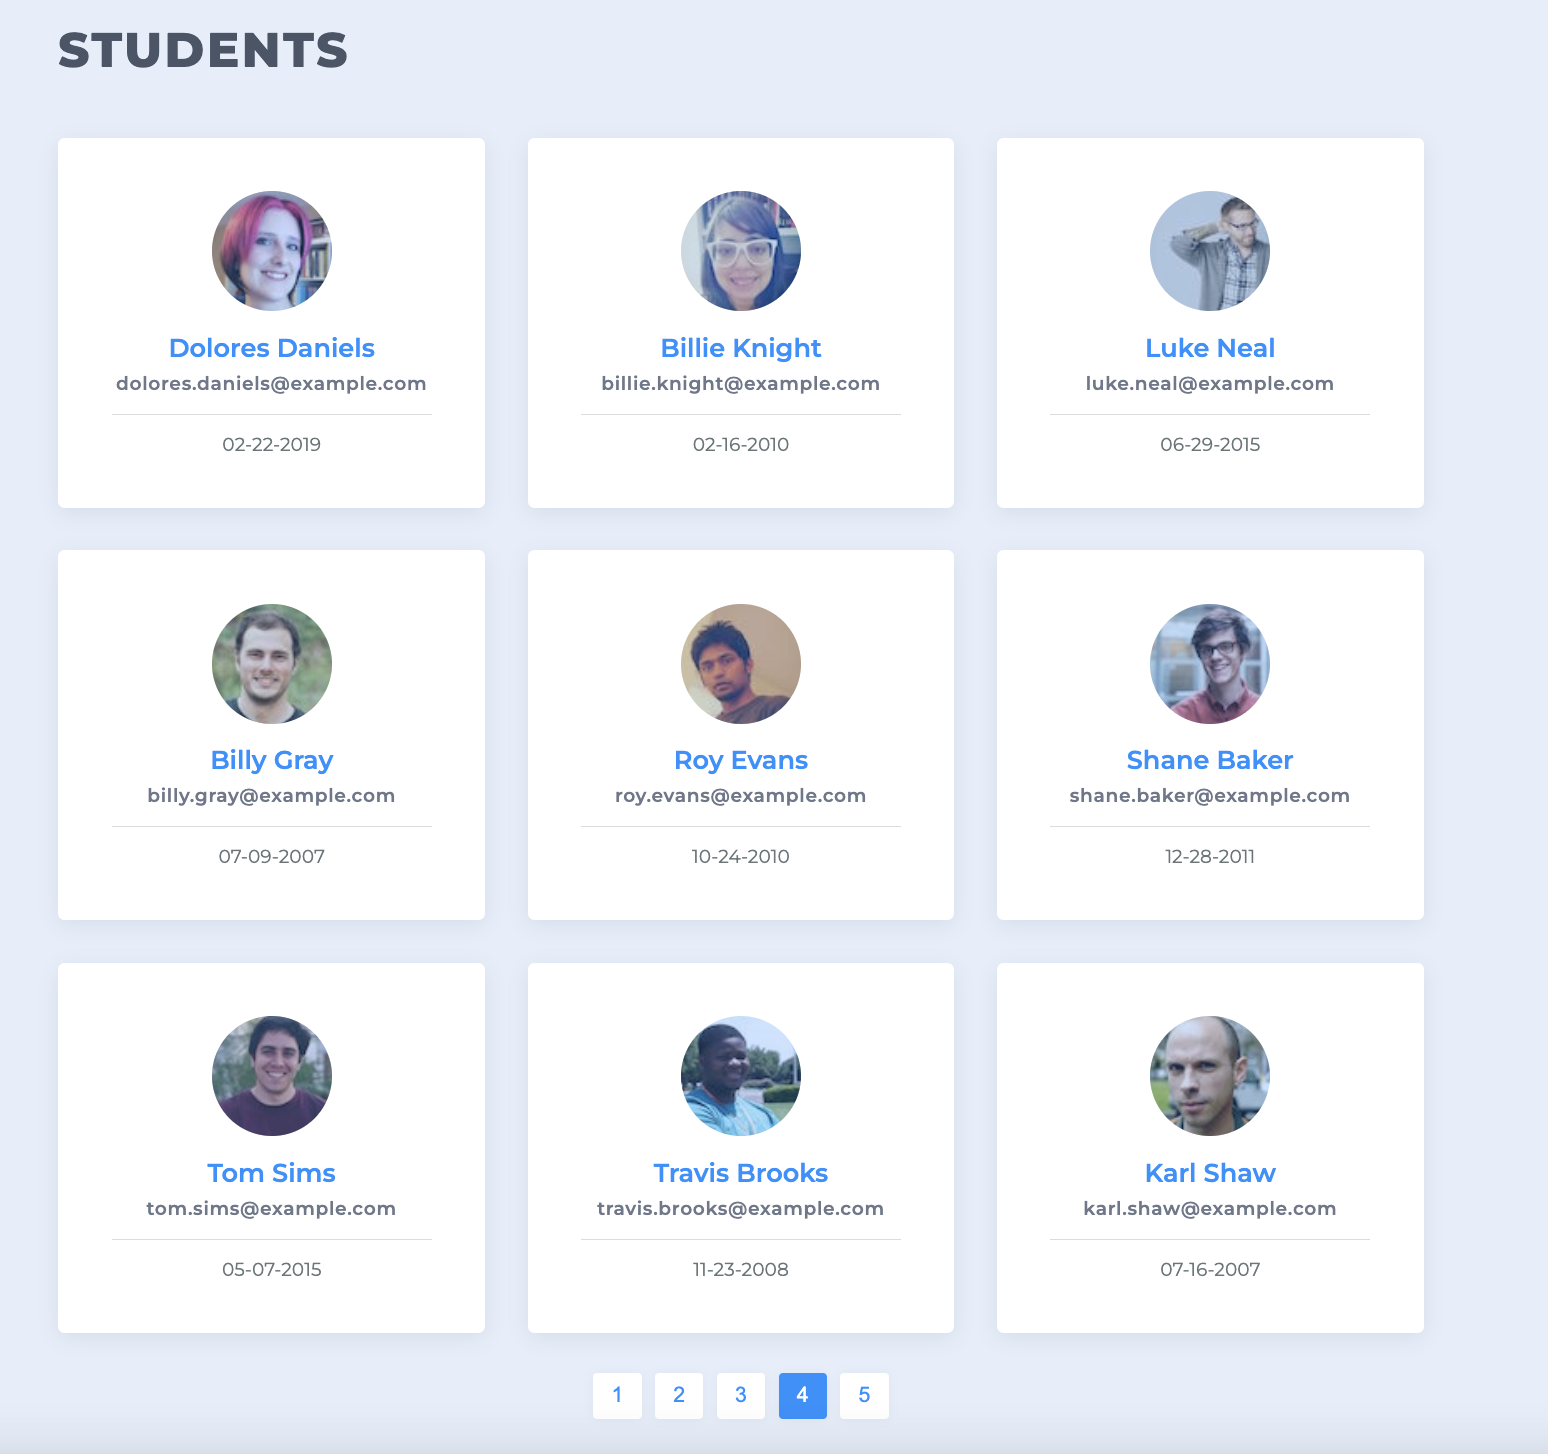 STUDENTS
Dolores Daniels
dolores.daniels@example.com
02-22-2019
Billie Knight
billie.knight@example.com
02-16-2010
Luke Neal
luke.neal@example.com
06-29-2015
Billy Gray
billy.gray@example.com
07-09-2007
Roy Evans
roy.evans@example.com
10-24-2010
Shane Baker
shane.baker@example.com
12-28-2011
Tom Sims
tom.sims@example.com
05-07-2015
Travis Brooks
travis.brooks@example.com
11-23-2008
Karl Shaw
karl.shaw@example.com
07-16-2007
1 2 3 4 5